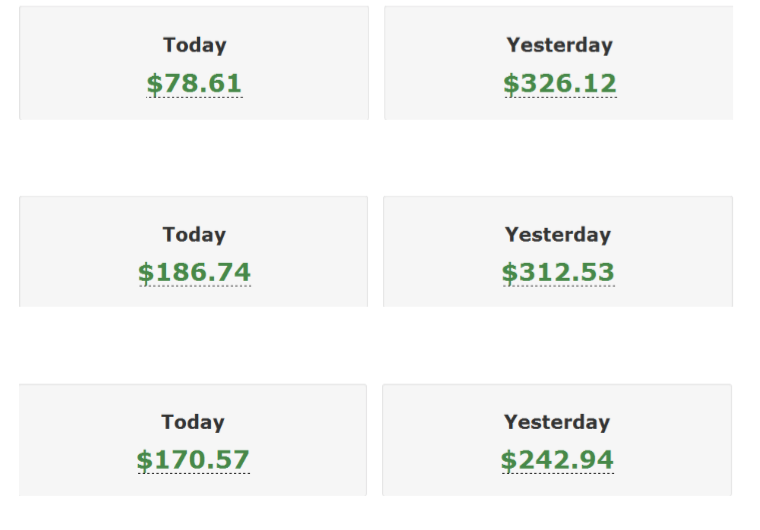 Today
$78.61
Yesterday
$326.12
Today
$186.74
Yesterday
$312.53
Today
$170.57
Yesterday
$242.94